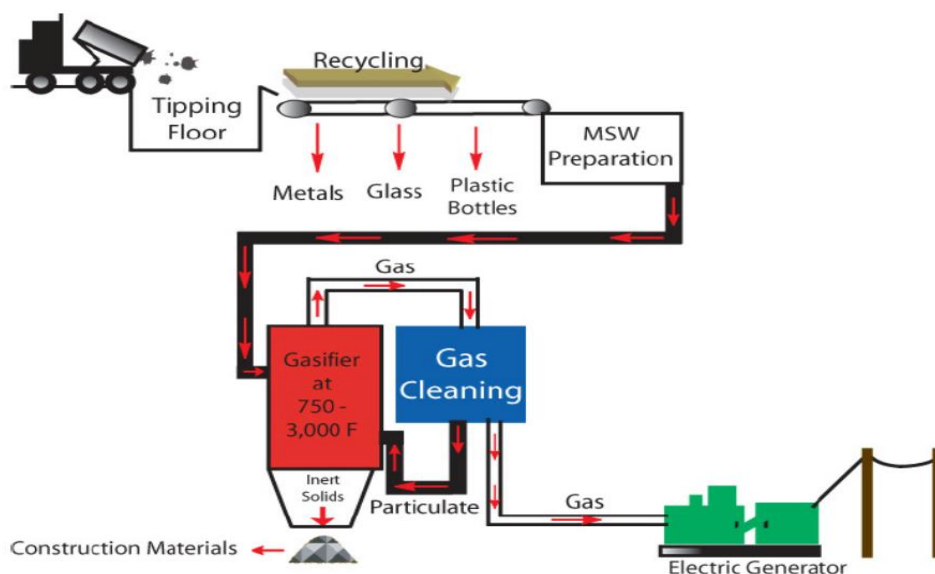 Recycling
Tipping
Floor
MSW
Preparation
Metals
Glass
Plastic
Bottles
Gas
Gasifier
at
750 -
3,000 F
Gas
Cleaning
Inert
Solids
Particulate
Gas
Construction Materials
Electric Generator